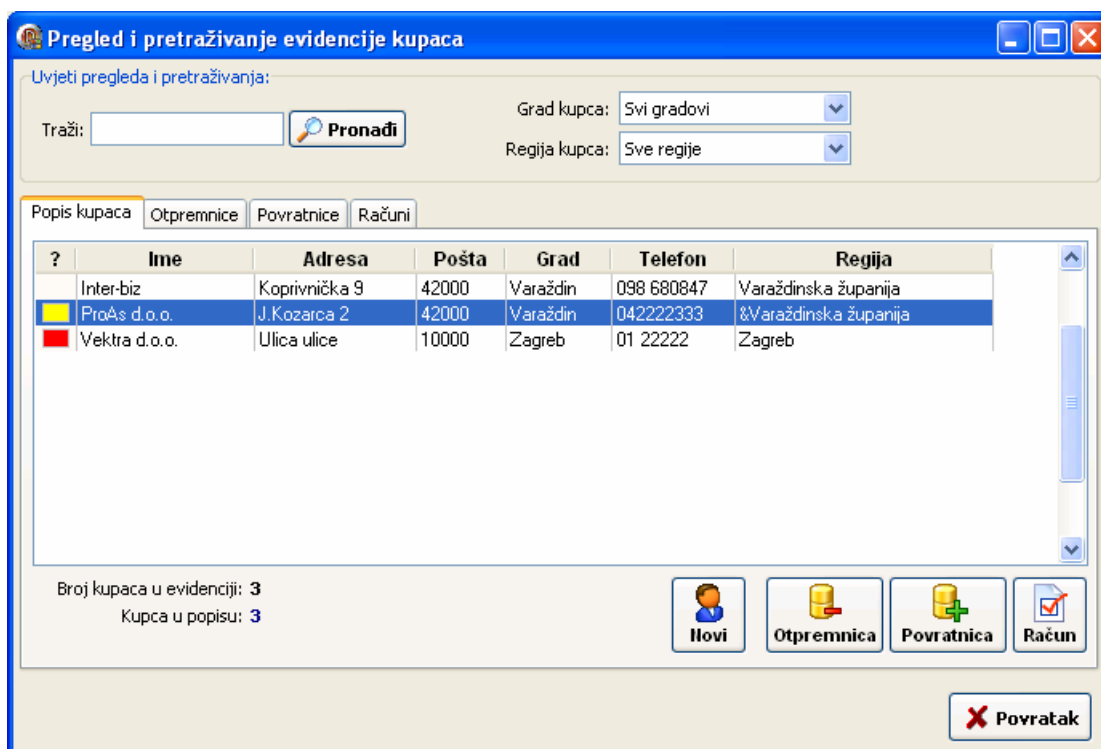 Pregled i pretraživanje evidencije kupaca
Uvjeti pregleda i pretraživanja:
Traži: Pronađi Grad kupca: Svi gradovi
Regija kupca: Sve regije
Popis kupaca Otpremnice Povratnice Računi
? Ime Adresa Pošta Grad Telefon Regija
Inter-biz Koprivnička 9 42000 Varaždin 098 680847 Varaždinska županija
ProAs d.o.o. J.Kozarca 2 42000 Varaždin 042222333 &Varaždinska županija
Vektra d.o.o. Ulica ulice 10000 Zagreb 01 22222 Zagreb
Broj kupaca u evidenciji: 3
Kupca u popisu: 3
Novi Otpremnica Povratnica Račun
Povratak